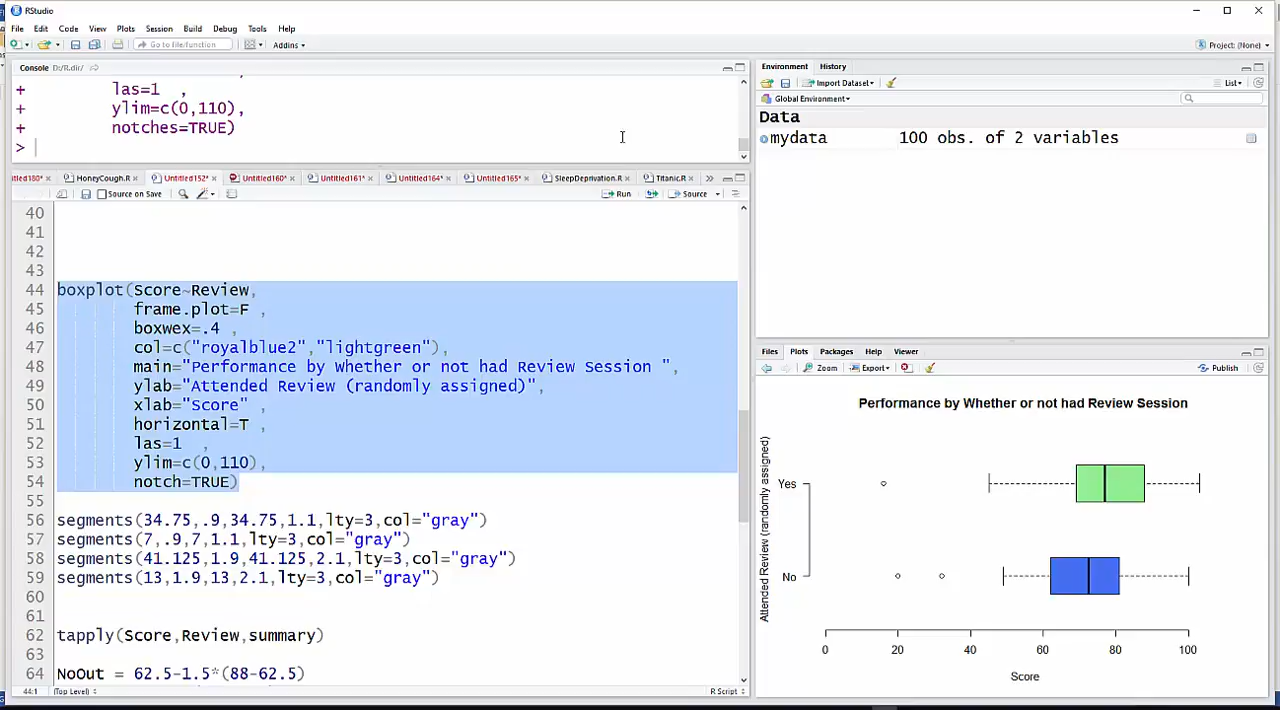 RStudio
File Edit Code View Plots Session Build Debug Tools Help
Go to file/function Addins Project: (None)
Console D:/R.dir/
+ las=1 ,
+ ylim=c(0,110),
+ notches=TRUE)
>
ntitled180* HoneyCough.R Untitled152* Untitled160* Untitled161* Untitled164* Untitled165* SleepDeprivation.R Titanic.R
Source on Save Run Source
40
41
42
43
44 boxplot(Score~Review,
45 frame.plot=F ,
46 boxwex=.4 ,
47 col=c("royalblue2","lightgreen"),
48 main="Performance by Whether or not had Review Session ",
49 ylab="Attended Review (randomly assigned)",
50 xlab="Score" ,
51 horizontal=T ,
52 las=1 ,
53 ylim=c(0,110),
54 notch=TRUE)
55
56 segments(34.75,.9,34.75,1.1,lty=3,col="gray")
57 segments(7,.9,7,1.1,lty=3,col="gray")
58 segments(41.125,1.9,41.125,2.1,lty=3,col="gray")
59 segments(13,1.9,13,2.1,lty=3,col="gray")
60
61
62 tapply(Score,Review,summary)
63
64 NoOut = 62.5-1.5*(88-62.5)
44:1 (Top Level) R Script
Environment History
Import Dataset List
Global Environment
Data
mydata 100 obs. of 2 variables
Files Plots Packages Help Viewer
Zoom Export Publish
Performance by Whether or not had Review Session
Attended Review (randomly assigned)
Yes
No
0 20 40 60 80 100
Score